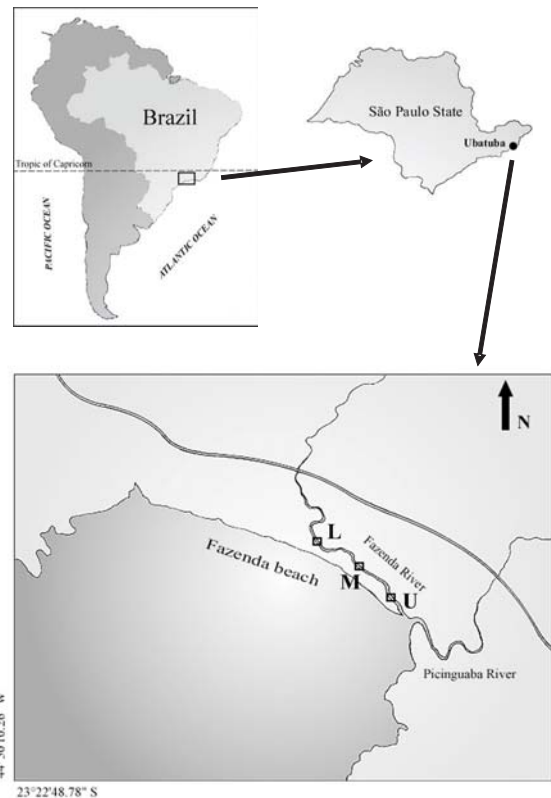 Brazil
Tropic of Capricorn
PACIFIC OCEAN
ATLANTIC OCEAN
São Paulo State
Ubatuba
N
L
Fazenda River
Fazenda beach
M
U
Picinguaba River
23°22'48.78" S